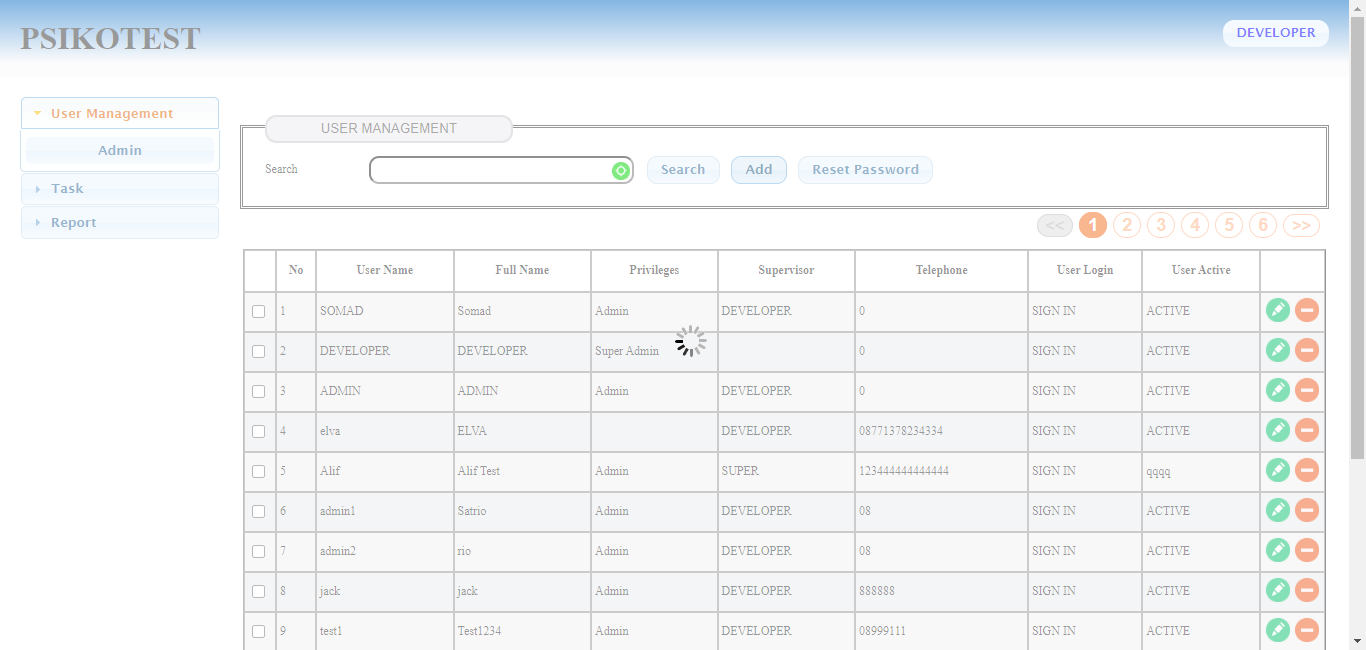 PSIKOTEST
DEVELOPER
User Management
Admin
Task
Report
USER MANAGEMENT
Search Search Add Reset Password
<< 1 2 3 4 5 6 >>
No User Name Full Name Privileges Supervisor Telephone User Login User Active
1 SOMAD Somad Admin DEVELOPER 0 SIGN IN ACTIVE
2 DEVELOPER DEVELOPER Super Admin 0 SIGN IN ACTIVE
3 ADMIN ADMIN Admin DEVELOPER 0 SIGN IN ACTIVE
4 elva ELVA DEVELOPER 08771378234334 SIGN IN ACTIVE
5 Alif Alif Test Admin SUPER 123444444444444 SIGN IN qqqq
6 admin1 Satrio Admin DEVELOPER 08 SIGN IN ACTIVE
7 admin2 rio Admin DEVELOPER 08 SIGN IN ACTIVE
8 jack jack Admin DEVELOPER 888888 SIGN IN ACTIVE
9 test1 Test1234 Admin DEVELOPER 08999111 SIGN IN ACTIVE